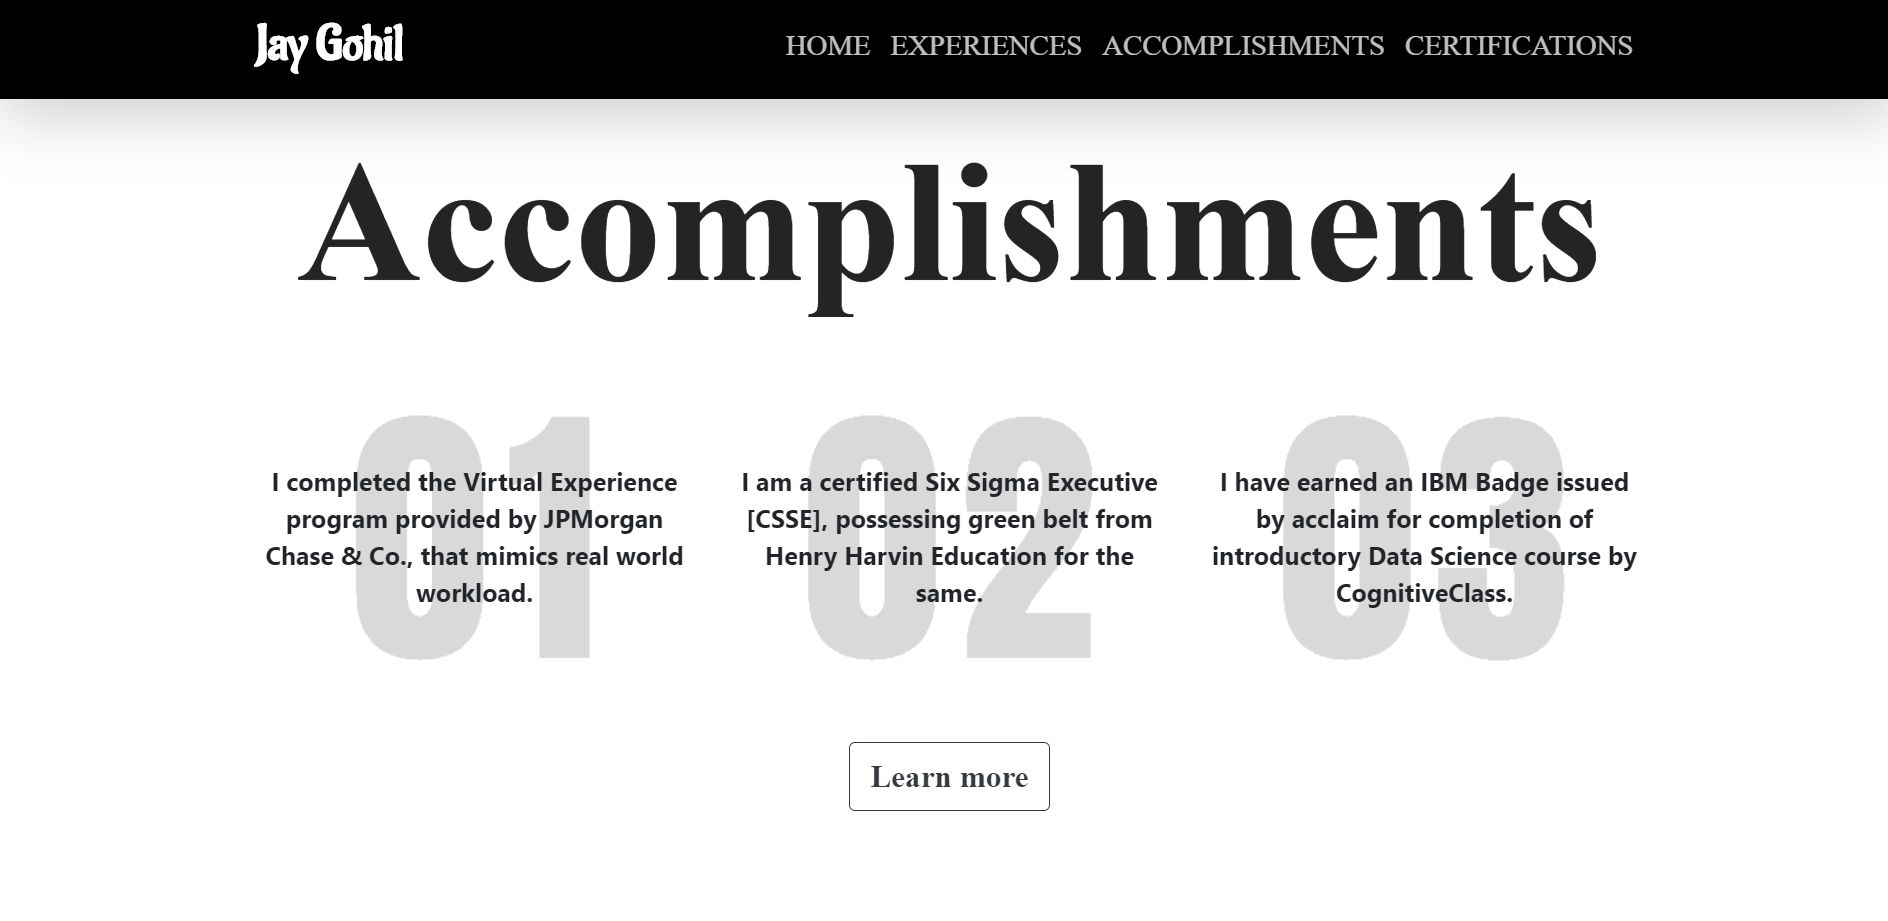 Jay Gohil
HOME EXPERIENCES ACCOMPLISHMENTS CERTIFICATIONS
Accomplishments
01
I completed the Virtual Experience
program provided by JPMorgan
Chase & Co., that mimics real world
workload.
02
I am a certified Six Sigma Executive
[CSSE], possessing green belt from
Henry Harvin Education for the
same.
03
I have earned an IBM Badge issued
by acclaim for completion of
introductory Data Science course by
CognitiveClass.
Learn more